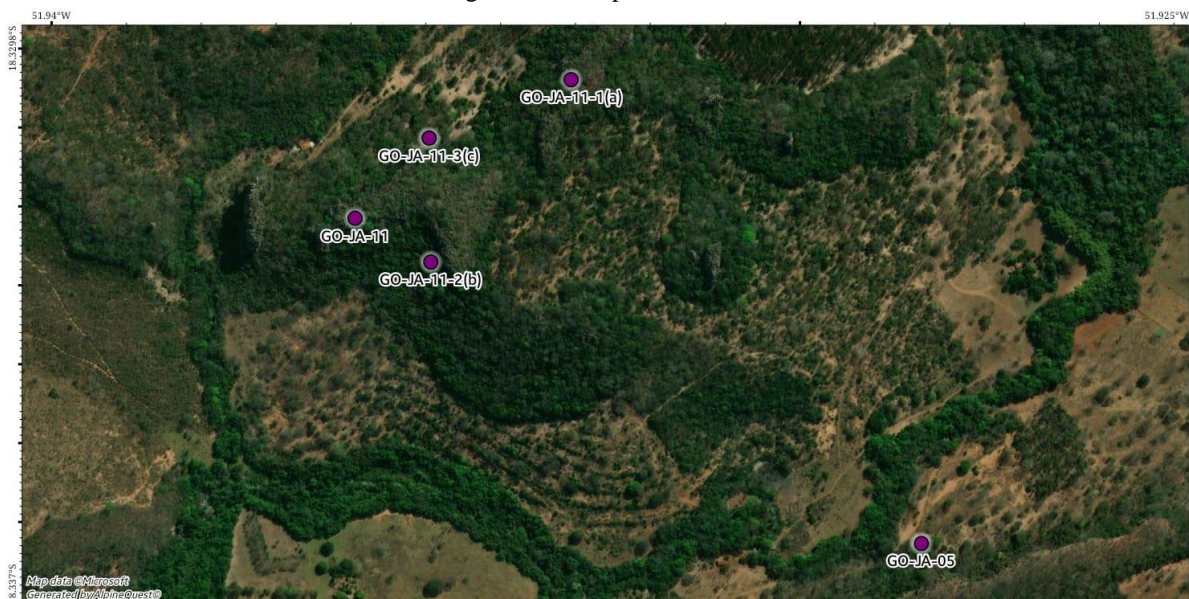 51.94°W
51.925°W
18.3298°S
GO-JA-11-1(a)
GO-JA-11-3(c)
GO-JA-11
GO-JA-11-2(b)
GO-JA-05
8.337°S
Map data ©Microsoft
Generated by AlpineQuest©